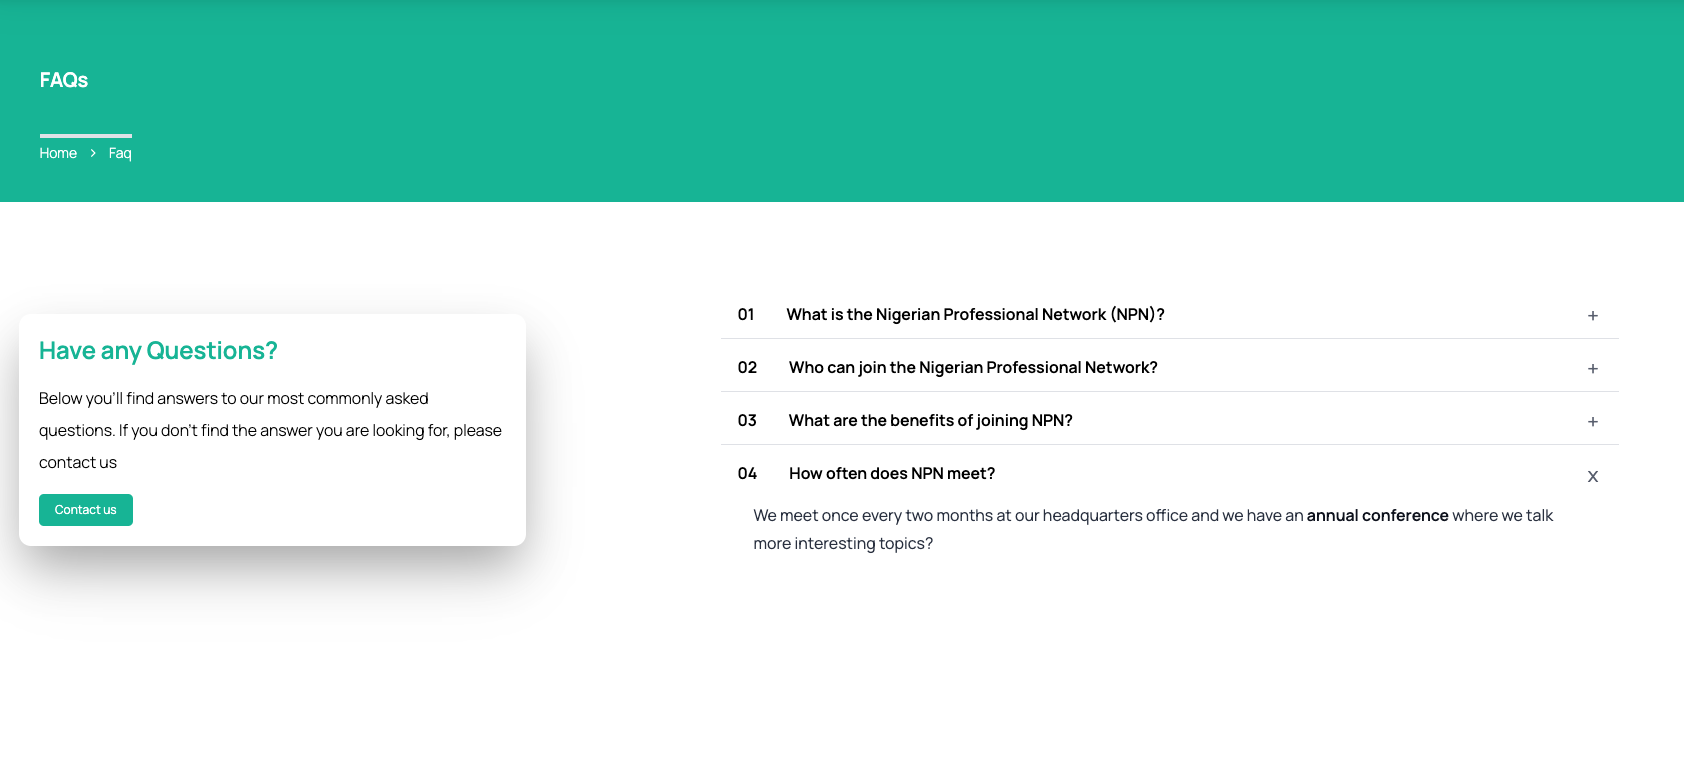 FAQs
Home > Faq
Have any Questions?
Below you'll find answers to our most commonly asked
questions. If you don't find the answer you are looking for, please
contact us
Contact us
01 What is the Nigerian Professional Network (NPN)? +
02 Who can join the Nigerian Professional Network? +
03 What are the benefits of joining NPN? +
04 How often does NPN meet? x
We meet once every two months at our headquarters office and we have an annual conference where we talk
more interesting topics?